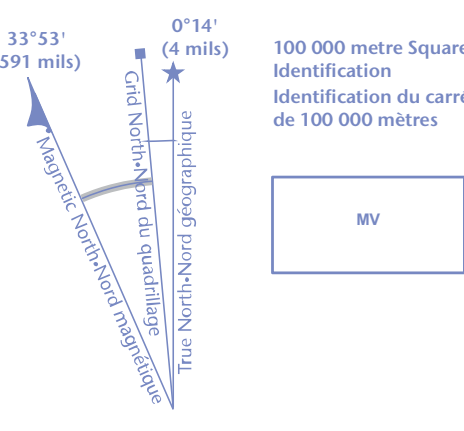 33°53'
591 mils)
0°14'
(4 mils)
Magnetic North•Nord magnétique
Grid North•Nord du quadrillage
True North•Nord géographique
100 000 metre Square
Identification
Identification du carré
de 100 000 mètres
MV